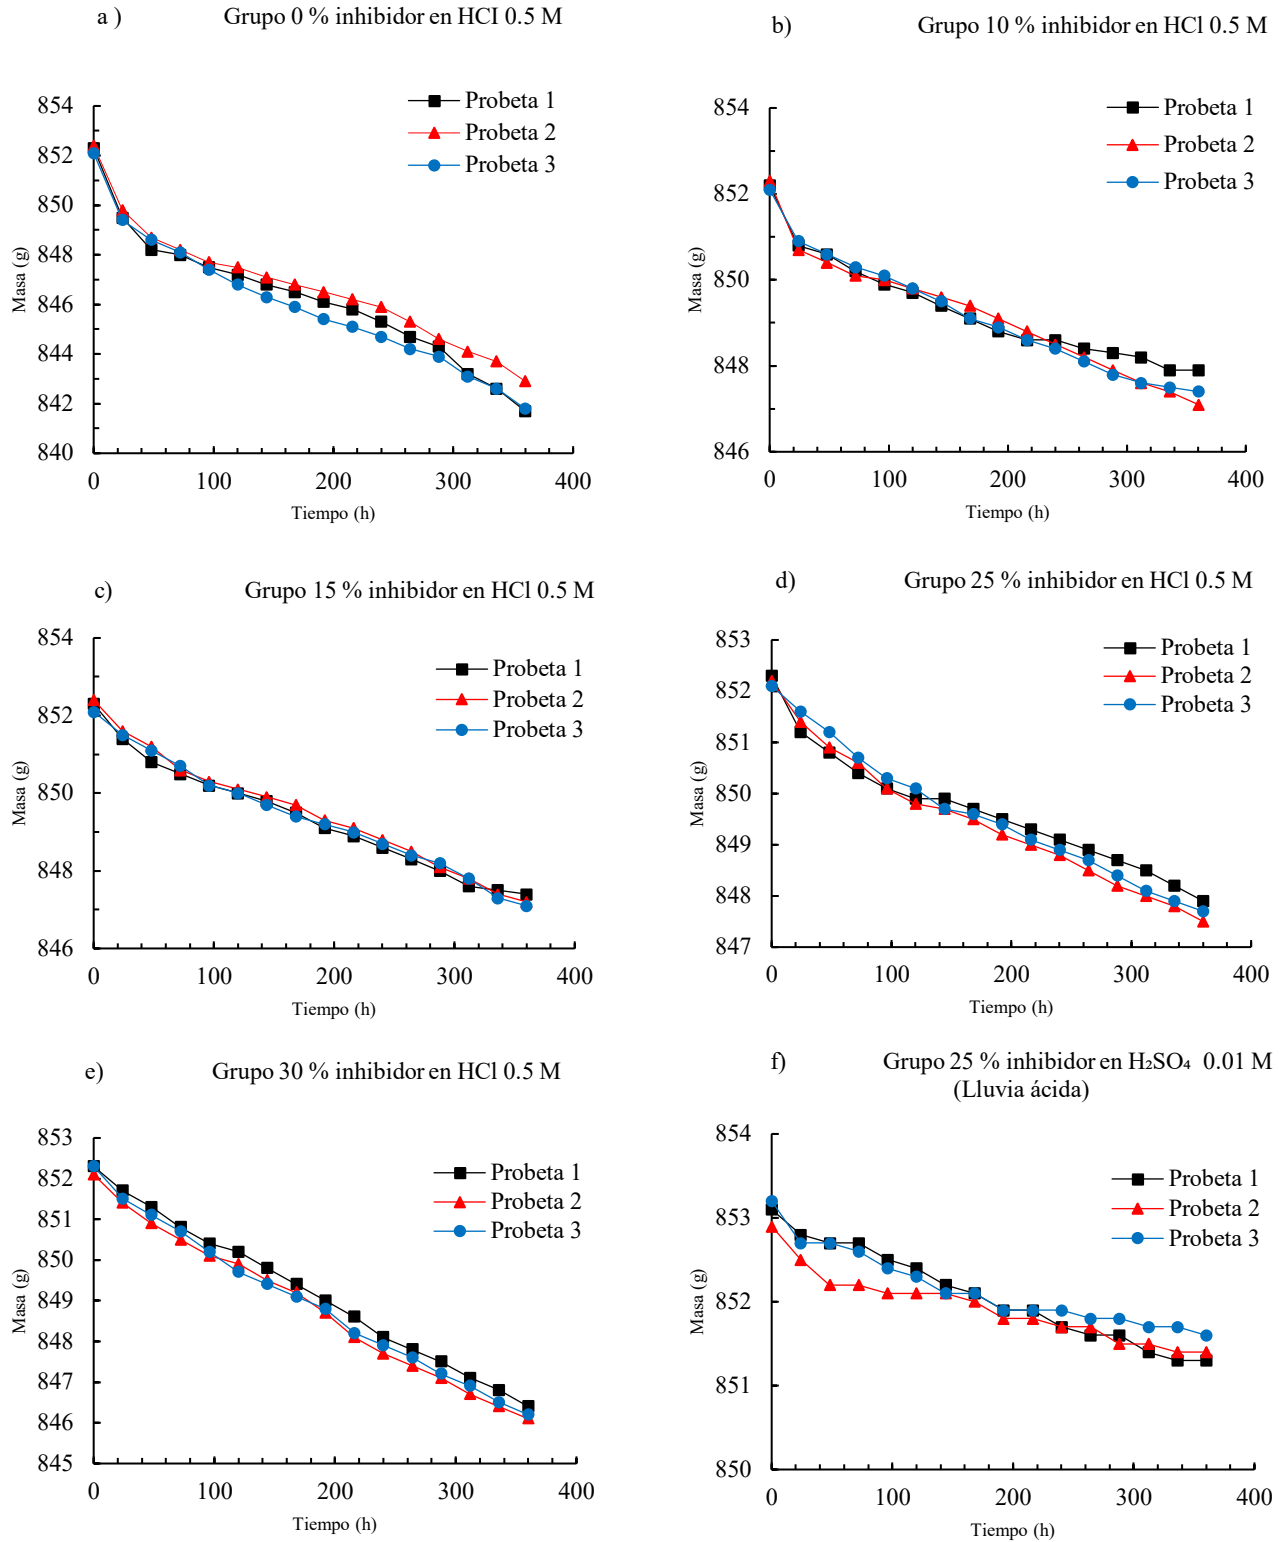 a )
Grupo 0 % inhibidor en HCI 0.5 M
Probeta 1
Probeta 2
Probeta 3
Masa (g)
854
852
850
848
846
844
842
840
0 100 200 300 400
Tiempo (h)
b)
Grupo 10 % inhibidor en HCl 0.5 M
Probeta 1
Probeta 2
Probeta 3
Masa (g)
854
852
850
848
846
0 100 200 300 400
Tiempo (h)
c)
Grupo 15 % inhibidor en HCl 0.5 M
Probeta 1
Probeta 2
Probeta 3
Masa (g)
854
852
850
848
846
0 100 200 300 400
Tiempo (h)
d)
Grupo 25 % inhibidor en HCl 0.5 M
Probeta 1
Probeta 2
Probeta 3
Masa (g)
853
852
851
850
849
848
847
0 100 200 300 400
Tiempo (h)
e)
Grupo 30 % inhibidor en HCl 0.5 M
Probeta 1
Probeta 2
Probeta 3
Masa (g)
853
852
851
850
849
848
847
846
845
0 100 200 300 400
Tiempo (h)
f)
Grupo 25 % inhibidor en H₂SO₄ 0.01 M
(Lluvia ácida)
Probeta 1
Probeta 2
Probeta 3
Masa (g)
854
853
852
851
850
0 100 200 300 400
Tiempo (h)